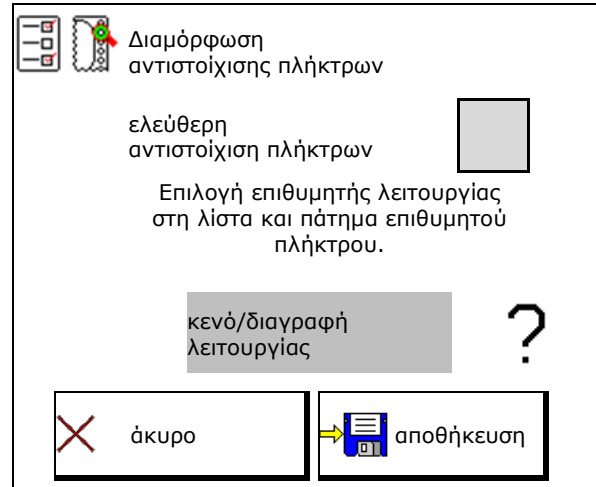 Διαμόρφωση
αντιστοίχισης πλήκτρων
ελεύθερη
αντιστοίχιση πλήκτρων
Επιλογή επιθυμητής λειτουργίας
στη λίστα και πάτημα επιθυμητού
πλήκτρου.
κενό/διαγραφή
λειτουργίας
?
άκυρο
αποθήκευση